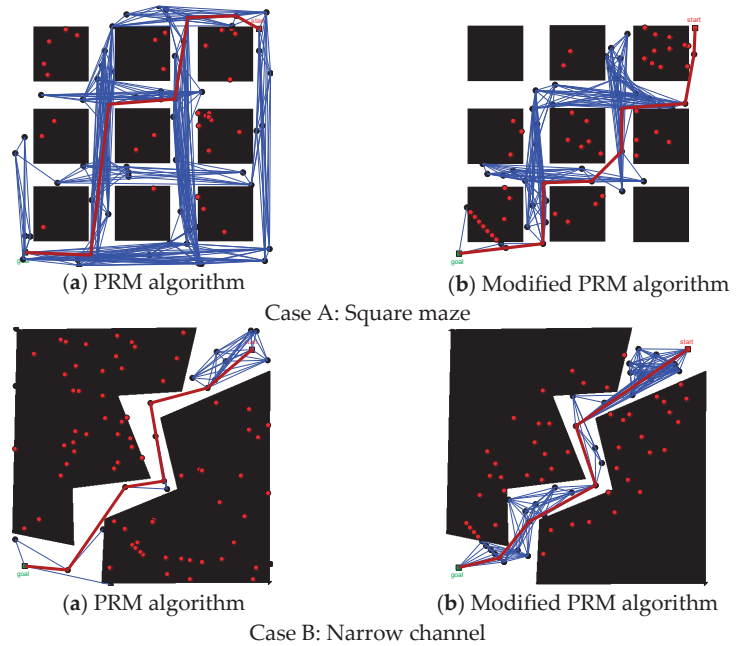 start
start
goal
goal
(a) PRM algorithm
(b) Modified PRM algorithm
Case A: Square maze
start
goal
goal
(a) PRM algorithm
(b) Modified PRM algorithm
Case B: Narrow channel